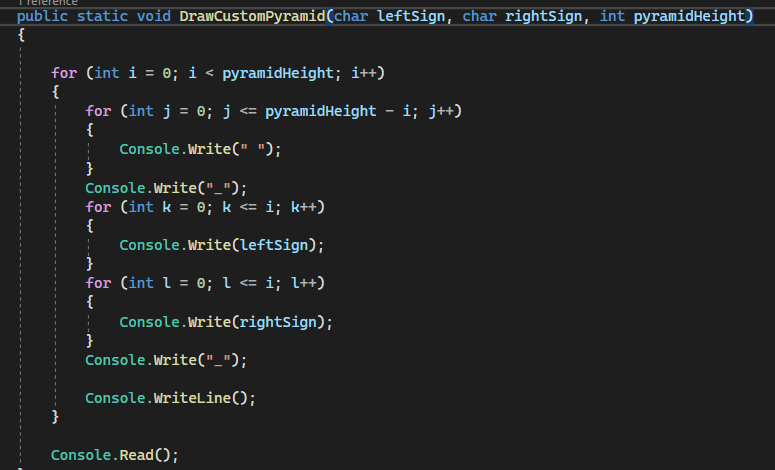 1 reference
public static void DrawCustomPyramid(char leftSign, char rightSign, int pyramidHeight)
{
for (int i = 0; i < pyramidHeight; i++)
{
for (int j = 0; j <= pyramidHeight - i; j++)
{
Console.Write(" ");
}
Console.Write("_");
for (int k = 0; k <= i; k++)
{
Console.Write(leftSign);
}
for (int l = 0; l <= i; l++)
{
Console.Write(rightSign);
}
Console.Write("_");
Console.WriteLine();
}
Console.Read();